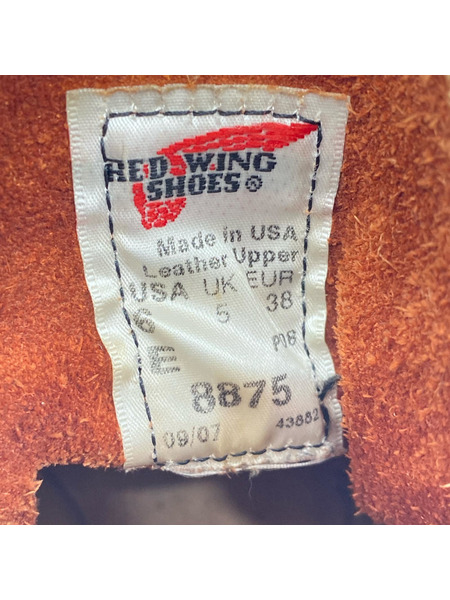 RED WING
SHOES®
Made in USA
Leather Upper
USA UK EUR
6 5 38
E P18
8875
09/07 43882